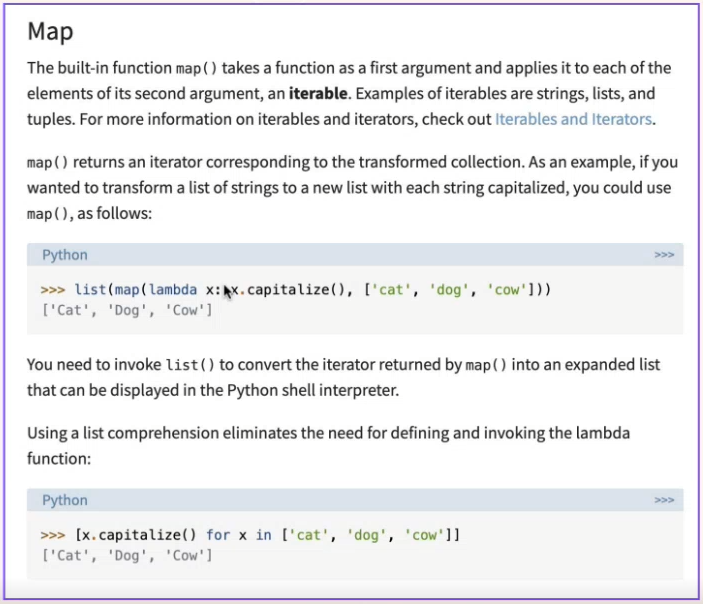 Map
The built-in function map() takes a function as a first argument and applies it to each of the
elements of its second argument, an iterable. Examples of iterables are strings, lists, and
tuples. For more information on iterables and iterators, check out Iterables and Iterators.
map() returns an iterator corresponding to the transformed collection. As an example, if you
wanted to transform a list of strings to a new list with each string capitalized, you could use
map(), as follows:
Python >>>
>>> list(map(lambda x: x.capitalize(), ['cat', 'dog', 'cow']))
['Cat', 'Dog', 'Cow']
You need to invoke list() to convert the iterator returned by map() into an expanded list
that can be displayed in the Python shell interpreter.
Using a list comprehension eliminates the need for defining and invoking the lambda
function:
Python >>>
>>> [x.capitalize() for x in ['cat', 'dog', 'cow']]
['Cat', 'Dog', 'Cow']